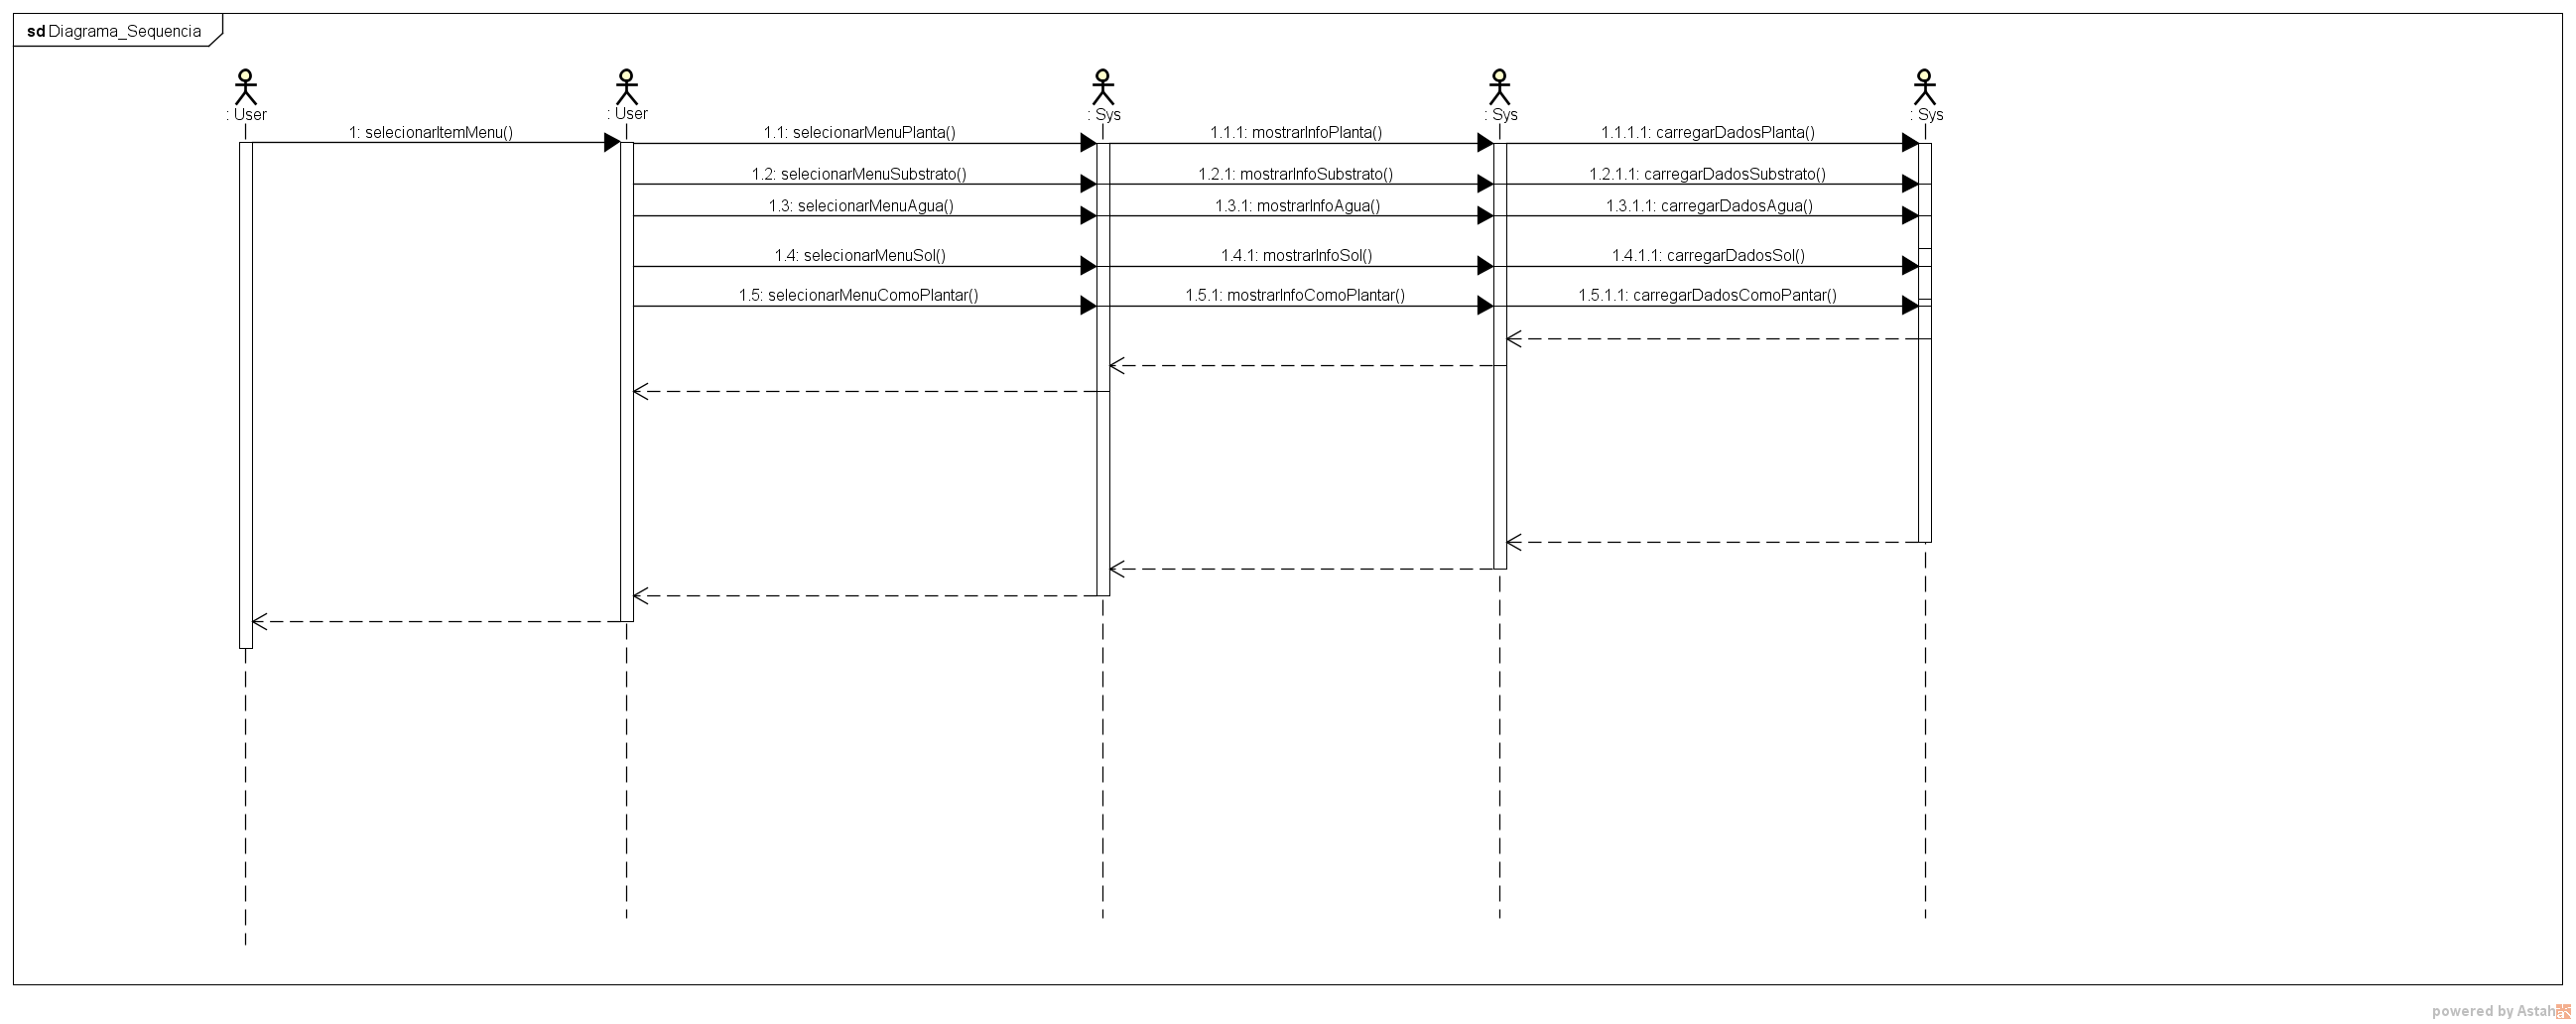 sd Diagrama_Sequencia
: User
: User
: Sys
: Sys
: Sys
1: selecionarItemMenu()
1.1: selecionarMenuPlanta()
1.1.1: mostrarInfoPlanta()
1.1.1.1: carregarDadosPlanta()
1.2: selecionarMenuSubstrato()
1.2.1: mostrarInfoSubstrato()
1.2.1.1: carregarDadosSubstrato()
1.3: selecionarMenuAgua()
1.3.1: mostrarInfoAgua()
1.3.1.1: carregarDadosAgua()
1.4: selecionarMenuSol()
1.4.1: mostrarInfoSol()
1.4.1.1: carregarDadosSol()
1.5: selecionarMenuComoPlantar()
1.5.1: mostrarInfoComoPlantar()
1.5.1.1: carregarDadosComoPantar()
powered by Astah